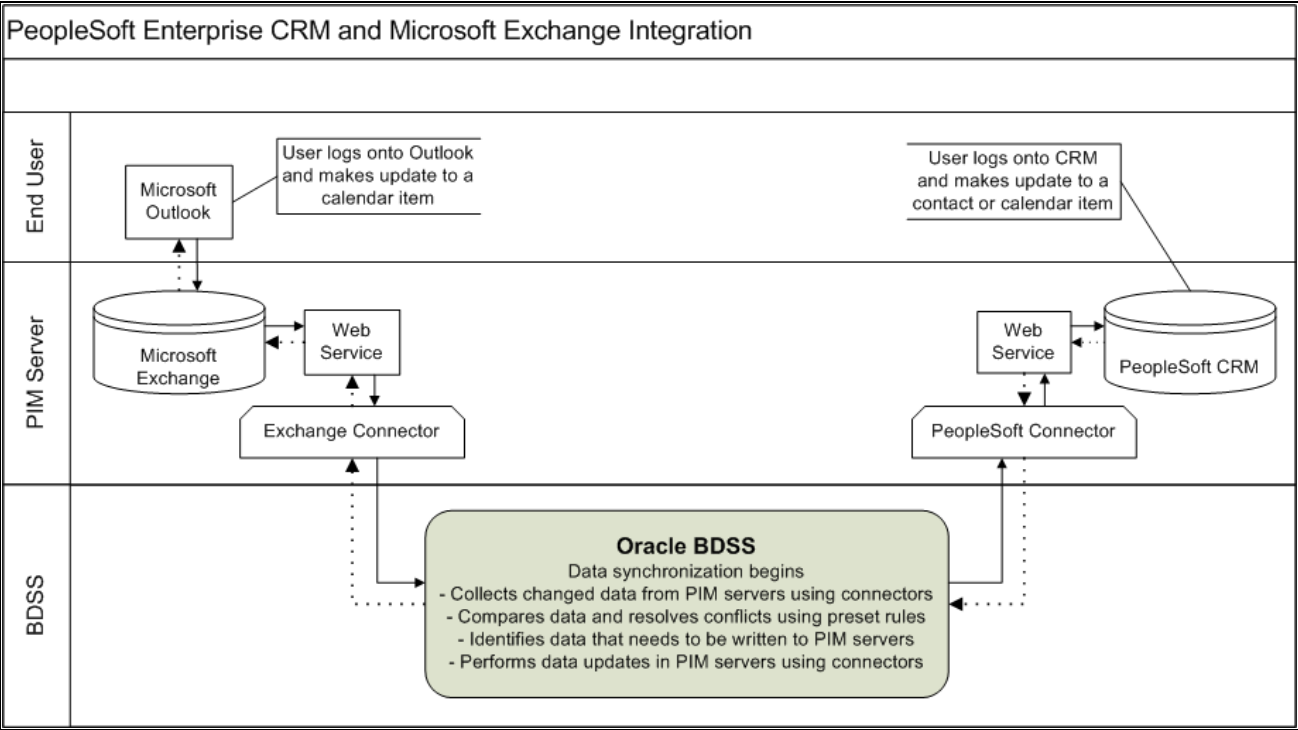 PeopleSoft Enterprise CRM and Microsoft Exchange Integration
End User
User logs onto Outlook
and makes update to a
calendar item
Microsoft
Outlook
User logs onto CRM
and makes update to a
contact or calendar item
PIM Server
Microsoft
Exchange
Web
Service
Exchange Connector
Web
Service
PeopleSoft CRM
PeopleSoft Connector
BDSS
Oracle BDSS
Data synchronization begins
- Collects changed data from PIM servers using connectors
- Compares data and resolves conflicts using preset rules
- Identifies data that needs to be written to PIM servers
- Performs data updates in PIM servers using connectors